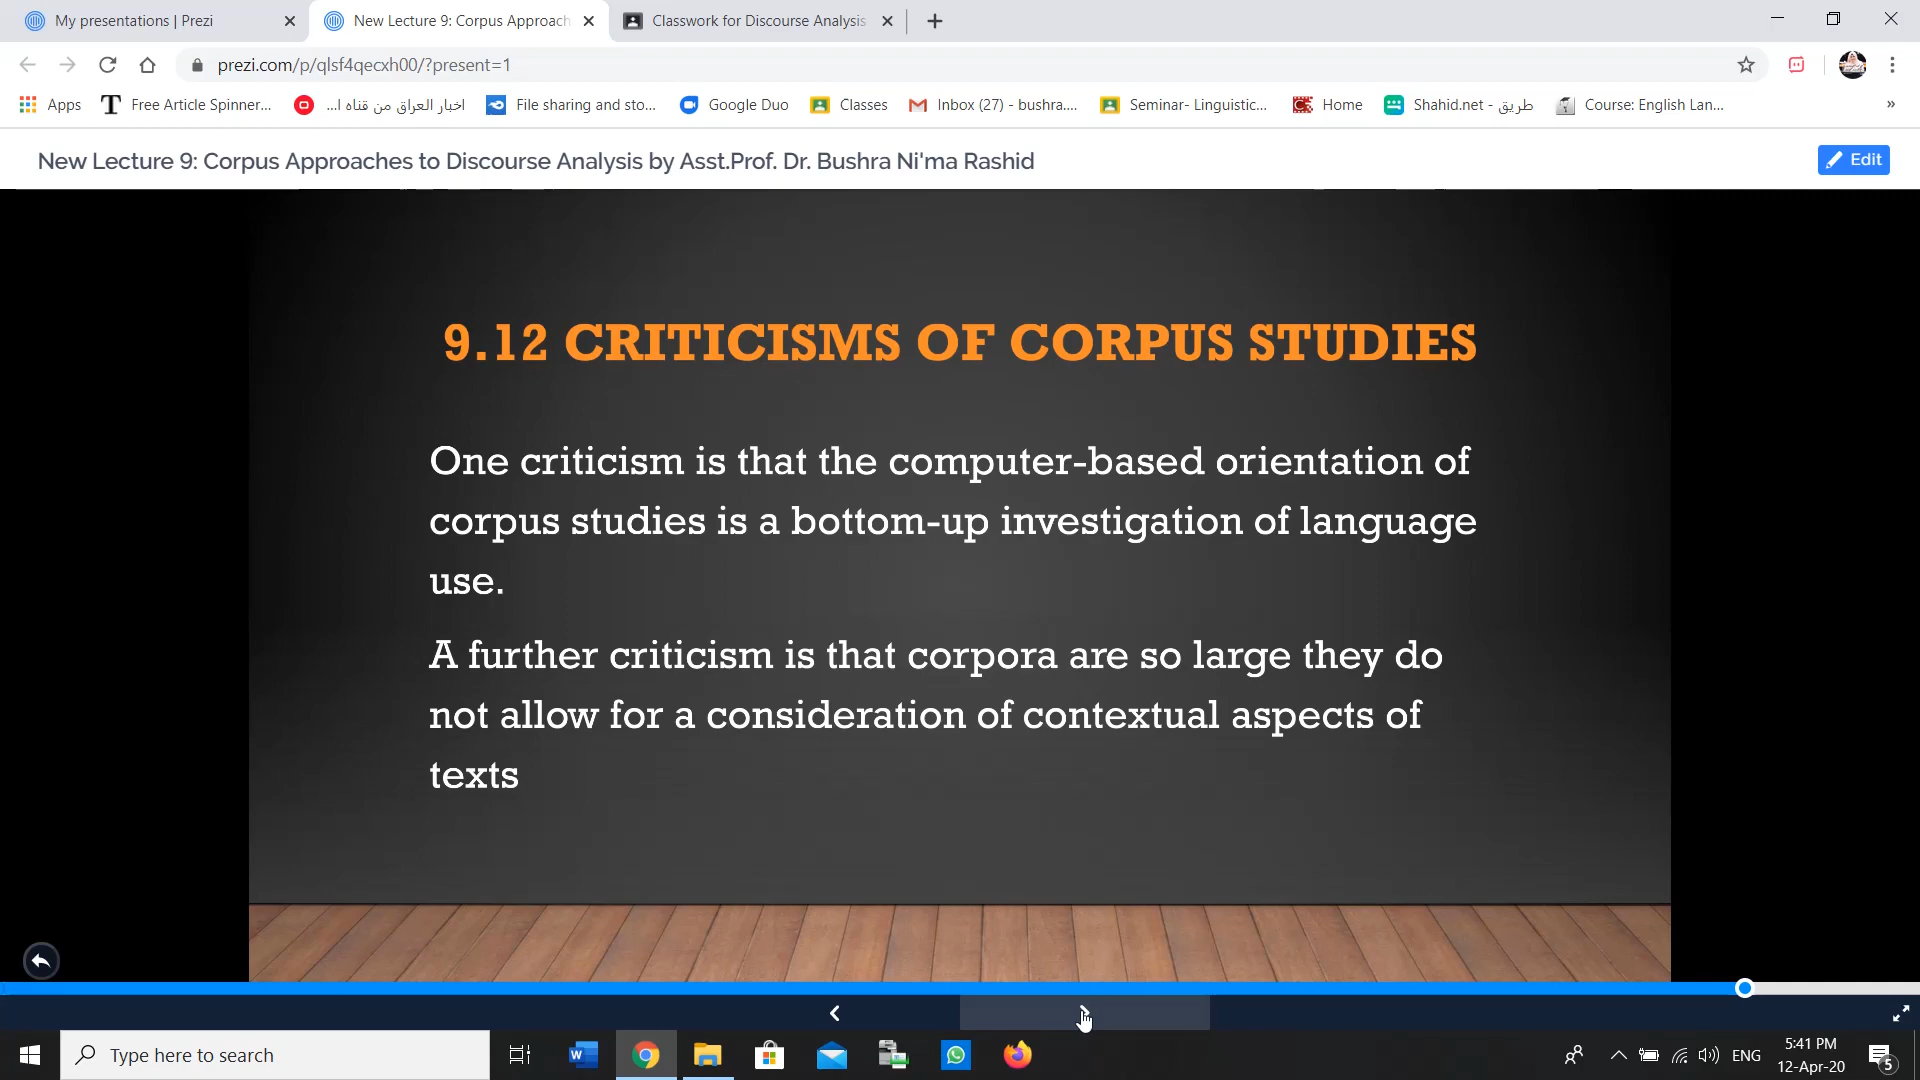 My presentations | Prezi
New Lecture 9: Corpus Approach
Classwork for Discourse Analysis
prezi.com/p/qlsf4qecxh00/?present=1
Apps
Free Article Spinner...
اخبار العراق من قناه ا...
File sharing and sto...
Google Duo
Classes
Inbox (27) - bushra....
Seminar- Linguistic...
Home
Shahid.net - طريق
Course: English Lan...
»
New Lecture 9: Corpus Approaches to Discourse Analysis by Asst.Prof. Dr. Bushra Ni'ma Rashid
Edit
9.12 CRITICISMS OF CORPUS STUDIES
One criticism is that the computer-based orientation of
corpus studies is a bottom-up investigation of language
use.
A further criticism is that corpora are so large they do
not allow for a consideration of contextual aspects of
texts
Type here to search
ENG
5:41 PM
12-Apr-20
5